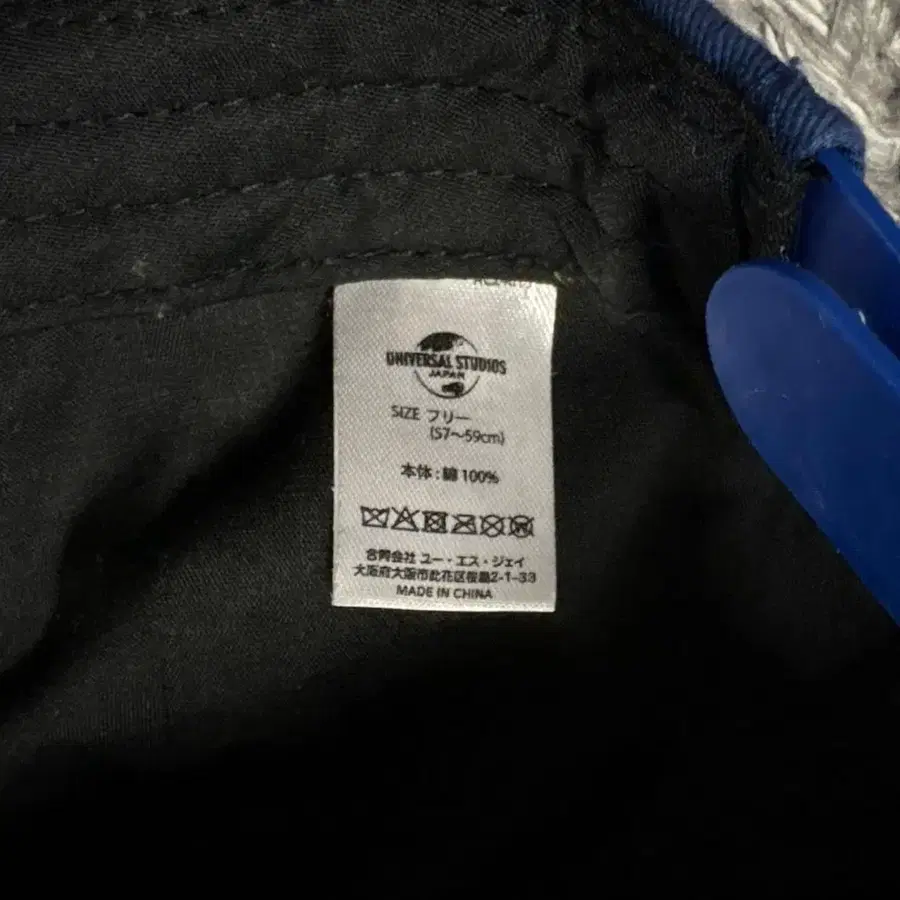 UNIVERSAL STUDIOS
JAPAN
SIZE フリー
(57～59cm)
本体 : 綿 100%
合同会社 ユー・エス・ジェイ
大阪府大阪市此花区桜島2-1-33
MADE IN CHINA